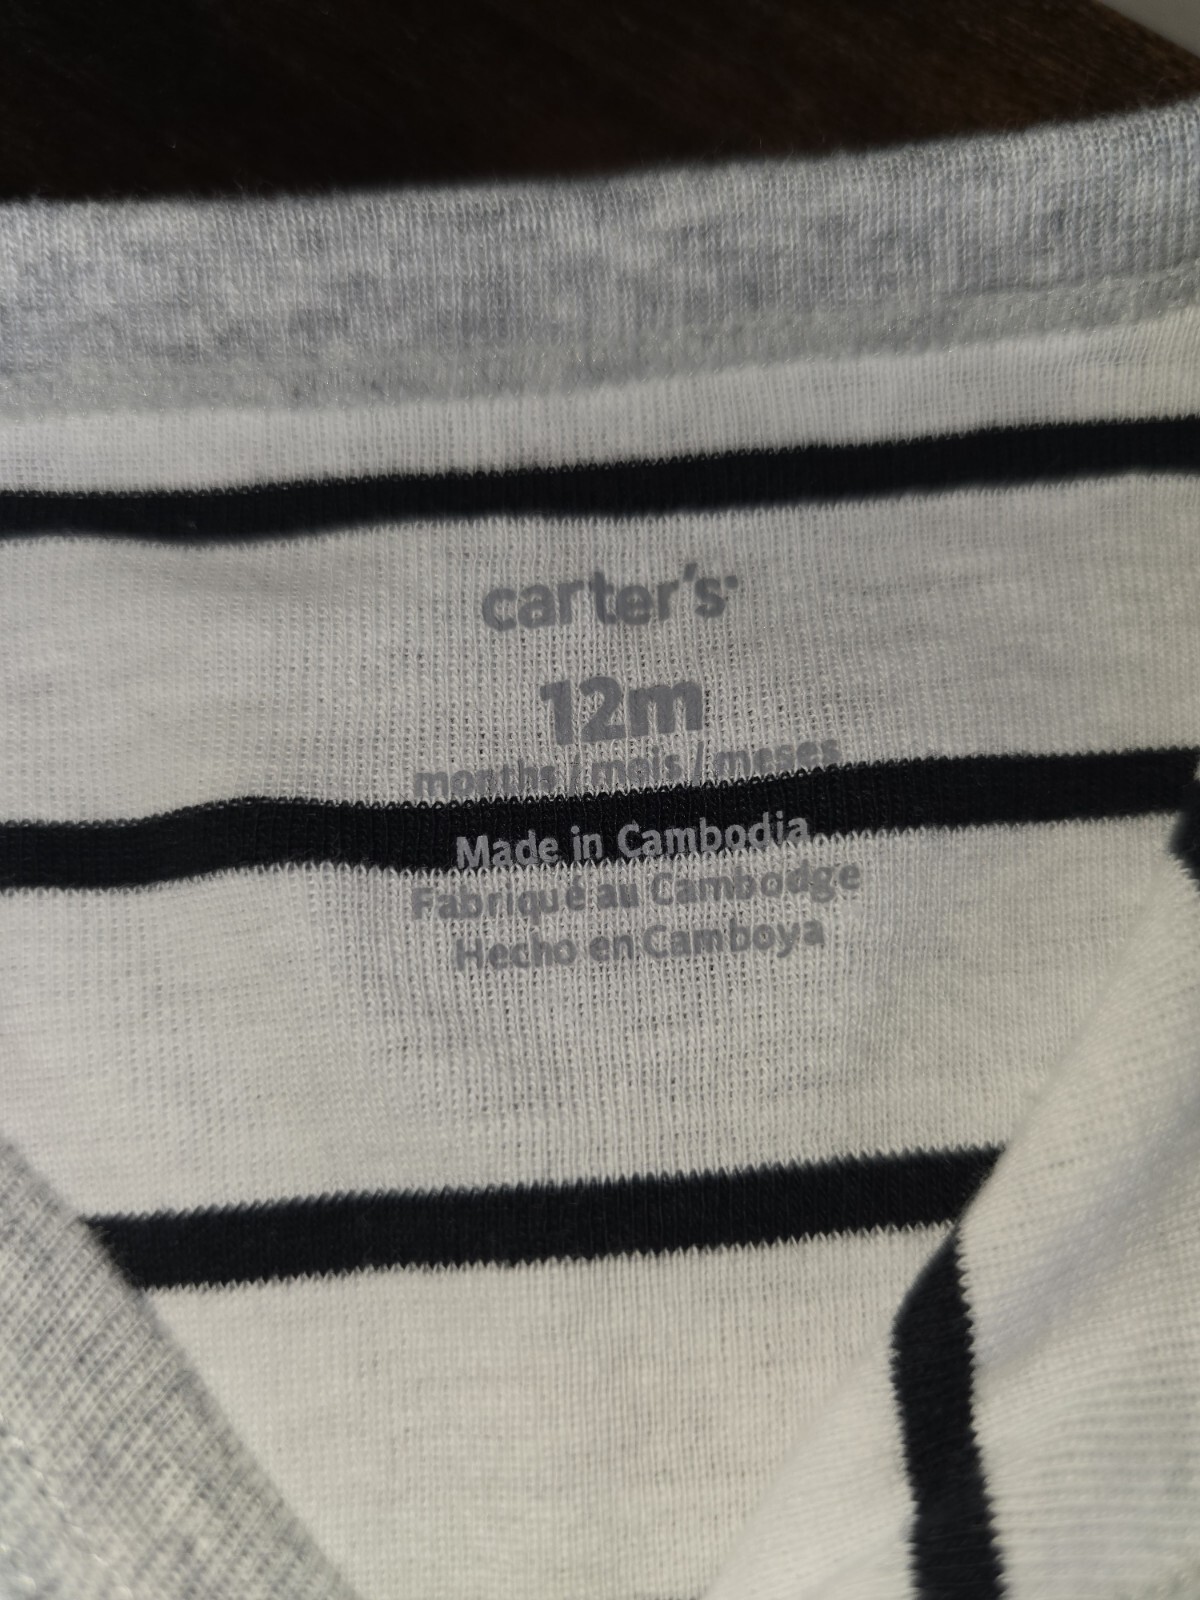 carter's
12m
months / mois / meses
Made in Cambodia
Fabriqué au Cambodge
Hecho en Camboya